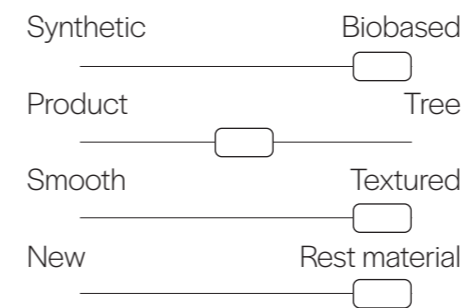 Synthetic Biobased
Product Tree
Smooth Textured
New Rest material